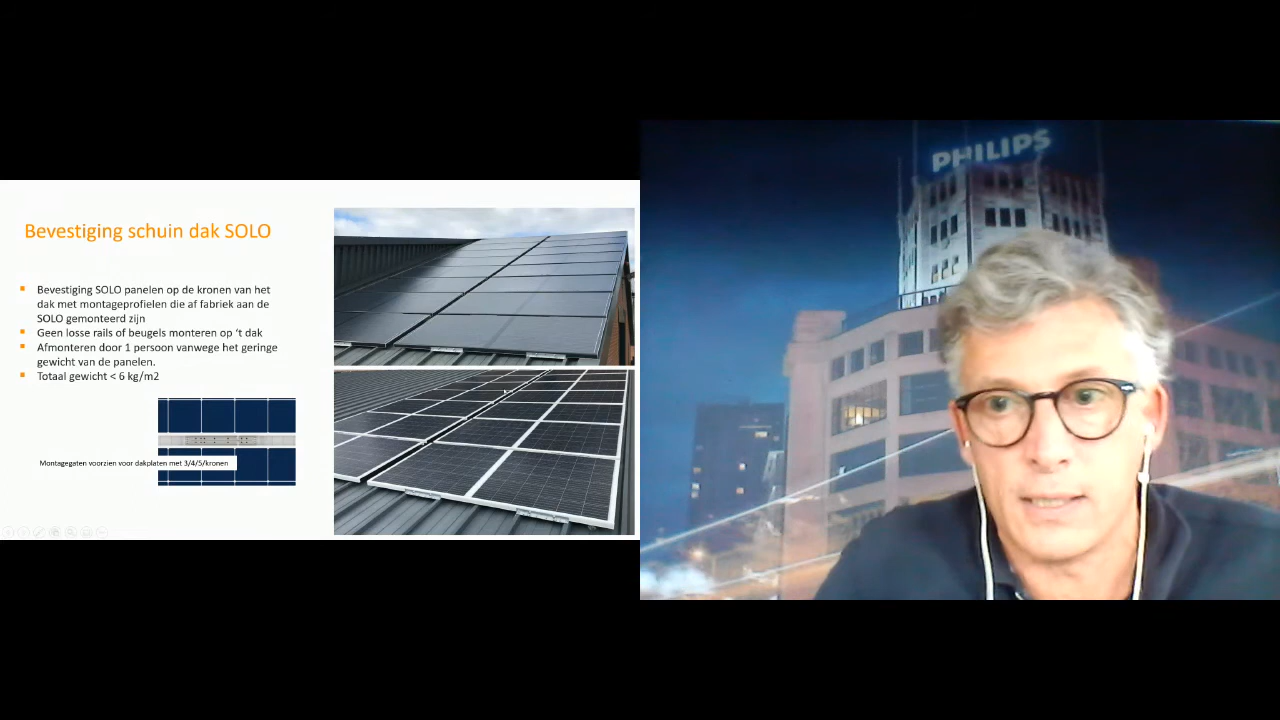 Bevestiging schuin dak SOLO
Bevestiging SOLO panelen op de kronen van het
dak met montageprofielen die af fabriek aan de
SOLO gemonteerd zijn
Geen losse rails of beugels monteren op ‘t dak
Afmonteren door 1 persoon vanwege het geringe
gewicht van de panelen.
Totaal gewicht < 6 kg/m2
Montagegaten voorzien voor dakplaten met 3/4/5/kronen
PHILIPS